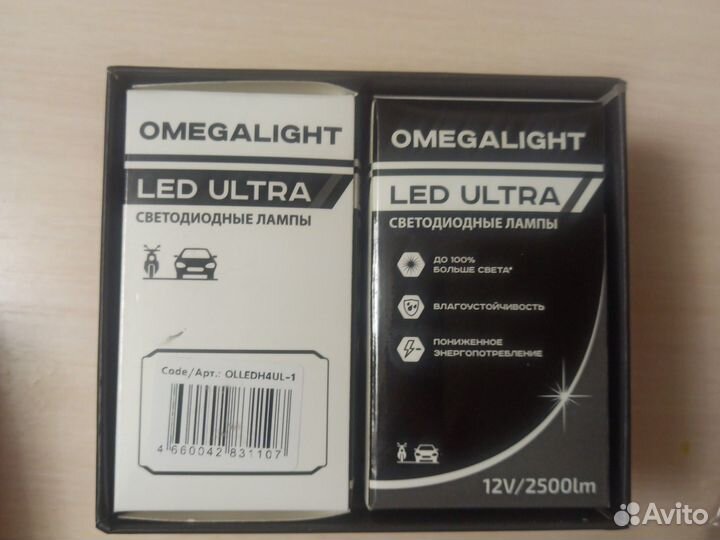 OMEGALIGHT
LED ULTRA
СВЕТОДИОДНЫЕ ЛАМПЫ
Code/Арт.: OLLEDH4UL-1
4 660042 831107
OMEGALIGHT
LED ULTRA
СВЕТОДИОДНЫЕ ЛАМПЫ
ДО 100%
БОЛЬШЕ СВЕТА*
ВЛАГОУСТОЙЧИВОСТЬ
ПОНИЖЕННОЕ
ЭНЕРГОПОТРЕБЛЕНИЕ
12V/2500lm
Avito